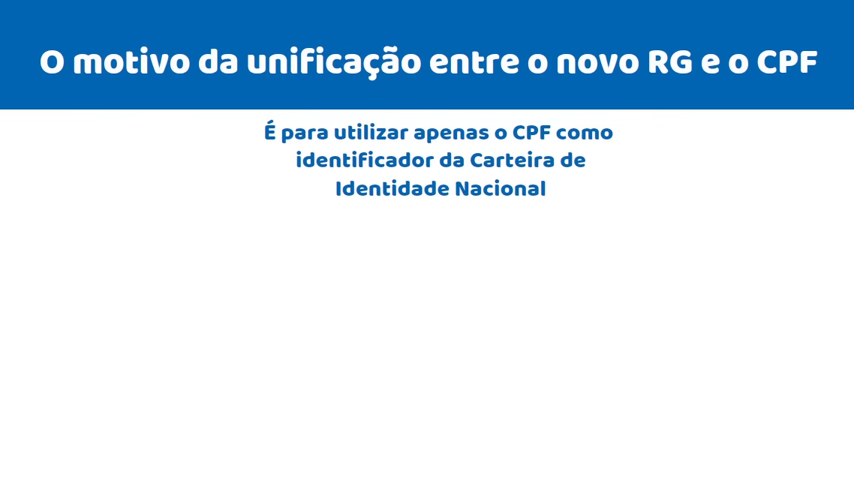 O motivo da unificação entre o novo RG e o CPF
É para utilizar apenas o CPF como
identificador da Carteira de
Identidade Nacional